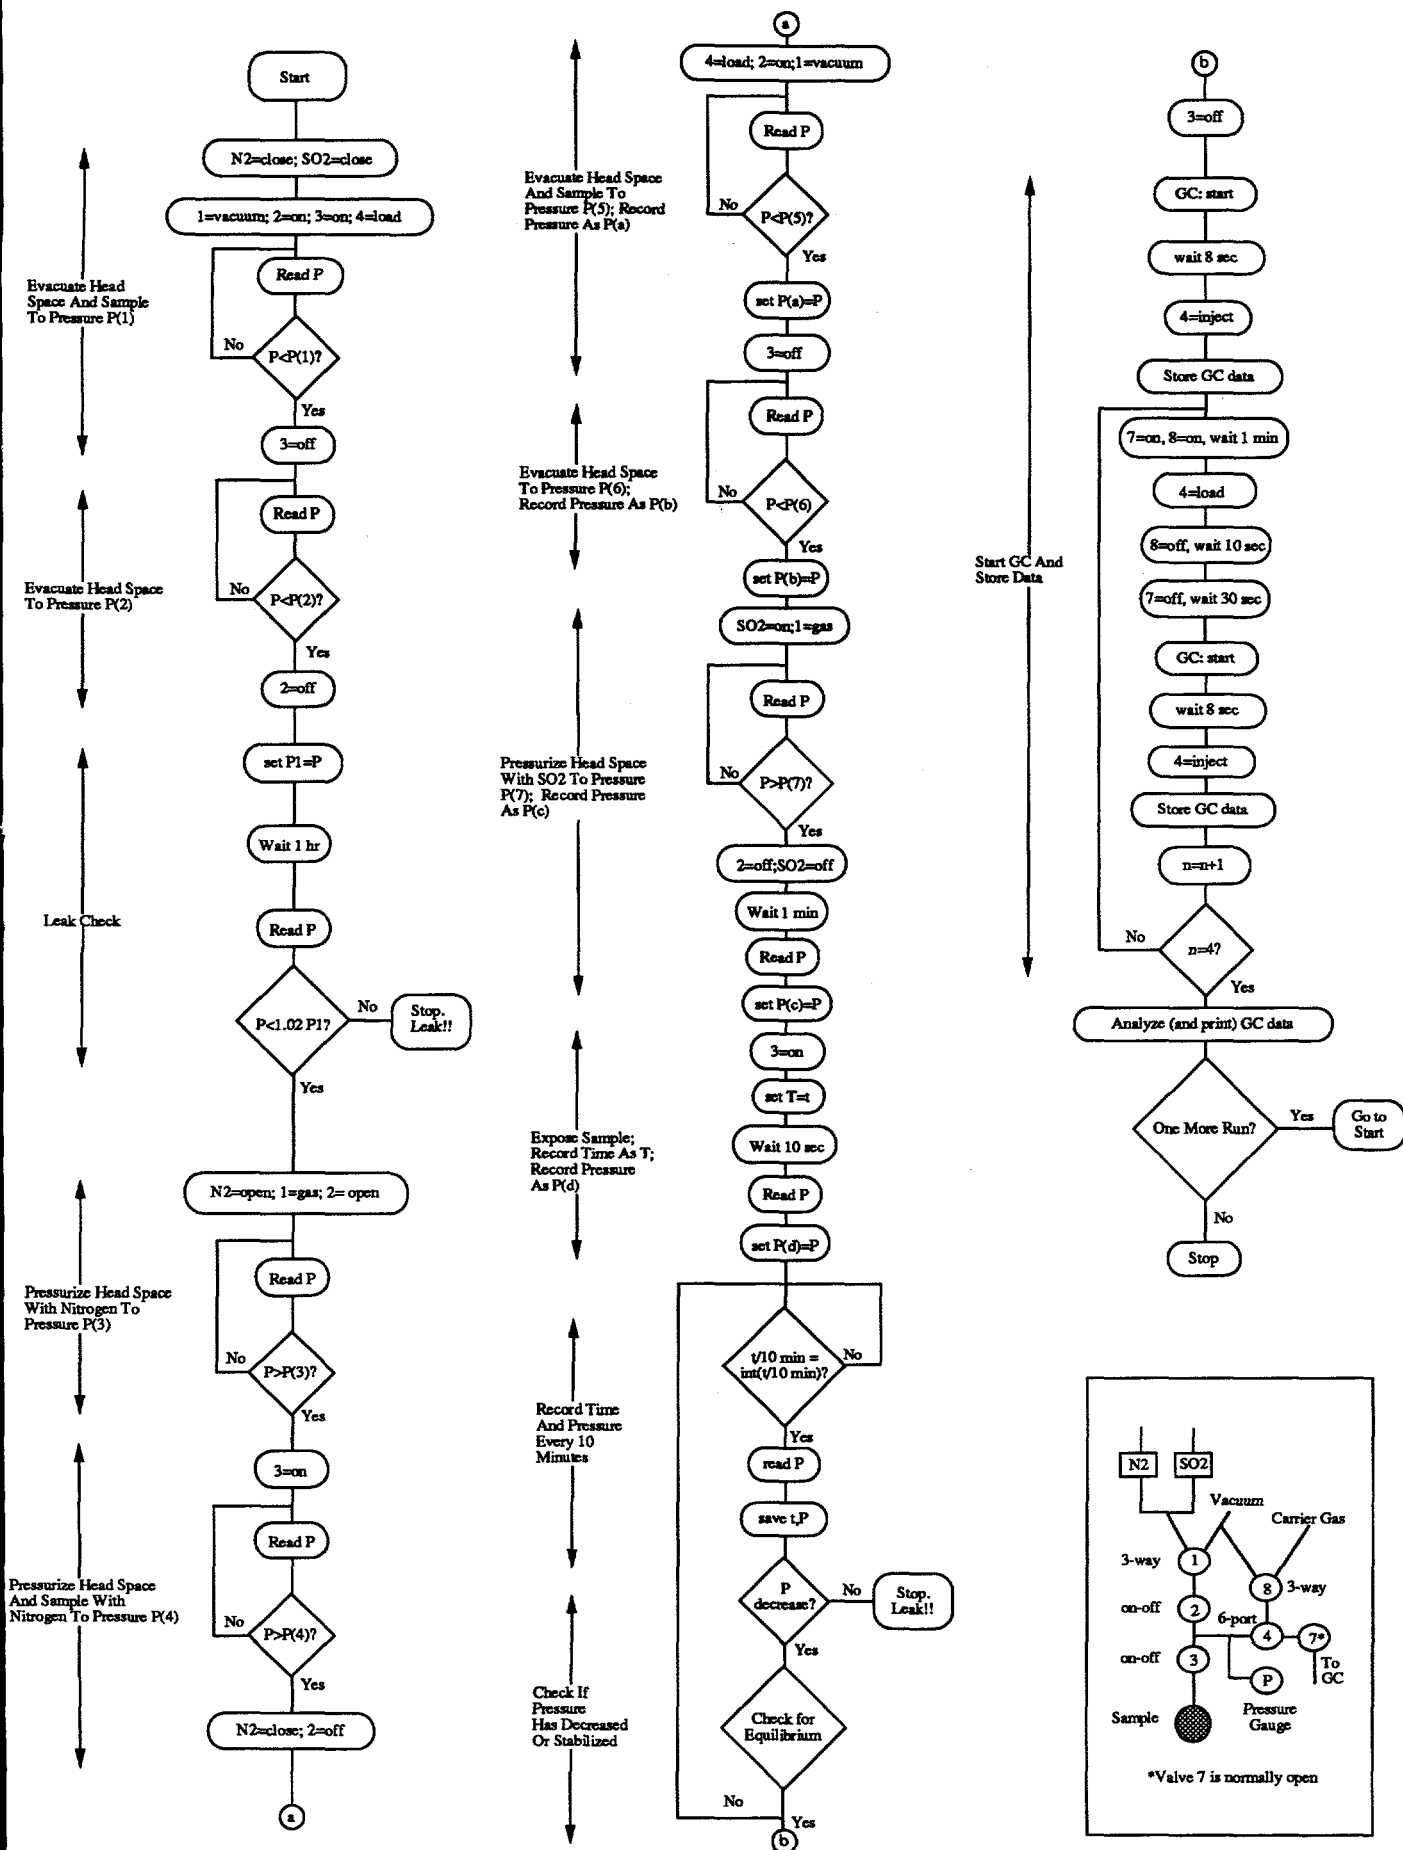 Start
N2=close; SO2=close
1=vacuum; 2=on; 3=on; 4=load
Read P
Evacuate Head
Space And Sample
To Pressure P(1)
No
P<P(1)?
Yes
3=off
Read P
Evacuate Head Space
To Pressure P(2)
No
P<P(2)?
Yes
2=off
set P1=P
Wait 1 hr
Leak Check
Read P
P<1.02 P1?
No
Stop.
Leak!!
Yes
N2=open; 1=gas; 2= open
Read P
Pressurize Head Space
With Nitrogen To
Pressure P(3)
No
P>P(3)?
Yes
3=on
Read P
Pressurize Head Space
And Sample With
Nitrogen To Pressure P(4)
No
P>P(4)?
Yes
N2=close; 2=off
a
a
4=load; 2=on;1=vacuum
Read P
Evacuate Head Space
And Sample To
Pressure P(5); Record
Pressure As P(a)
No
P<P(5)?
Yes
set P(a)=P
3=off
Read P
Evacuate Head Space
To Pressure P(6);
Record Pressure As P(b)
No
P<P(6)
Yes
set P(b)=P
SO2=on;1=gas
Read P
Pressurize Head Space
With SO2 To Pressure
P(7); Record Pressure
As P(c)
No
P>P(7)?
Yes
2=off;SO2=off
Wait 1 min
Read P
set P(c)=P
3=on
set T=t
Expose Sample;
Record Time As T;
Record Pressure
As P(d)
Wait 10 sec
Read P
set P(d)=P
t/10 min =
int(t/10 min)?
No
Record Time
And Pressure
Every 10
Minutes
Yes
read P
save t,P
P
decrease?
No
Stop.
Leak!!
Yes
Check If
Pressure
Has Decreased
Or Stabilized
Check for
Equilibrium
No
Yes
b
b
3=off
GC: start
wait 8 sec
4=inject
Store GC data
7=on, 8=on, wait 1 min
4=load
8=off, wait 10 sec
Start GC And
Store Data
7=off, wait 30 sec
GC: start
wait 8 sec
4=inject
Store GC data
n=n+1
No
n=4?
Yes
Analyze (and print) GC data
One More Run?
Yes
Go to
Start
No
Stop
N2
SO2
Vacuum
Carrier Gas
3-way
1
8
3-way
on-off
2
6-port
4
7*
on-off
3
To
GC
P
Sample
Pressure
Gauge
*Valve 7 is normally open